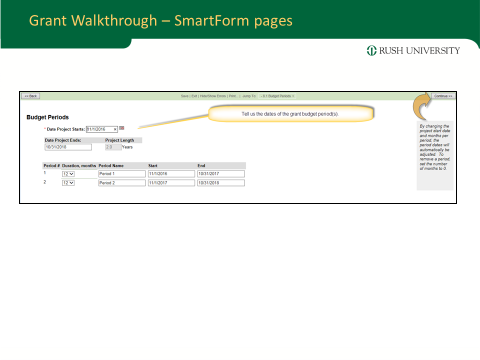 Grant Walkthrough – SmartForm pages
RUSH UNIVERSITY
<< Back
Save | Exit | Hide/Show Errors | Print | Jump To:
Continue >>
Tell us the dates of the grant budget period(s).
Budget Periods
* Date Project Starts: 11/1/2016
Date Project Ends: Project Length
10/31/2018 2.0 Years
Period # Duration, months Period Name Start End
1 12 Period 1 11/1/2016 10/31/2017
2 12 Period 2 11/1/2017 10/31/2018
By changing the
project start date
and months per
period, the
period dates will
automatically be
adjusted. To
remove a period,
set the number
of months to 0.